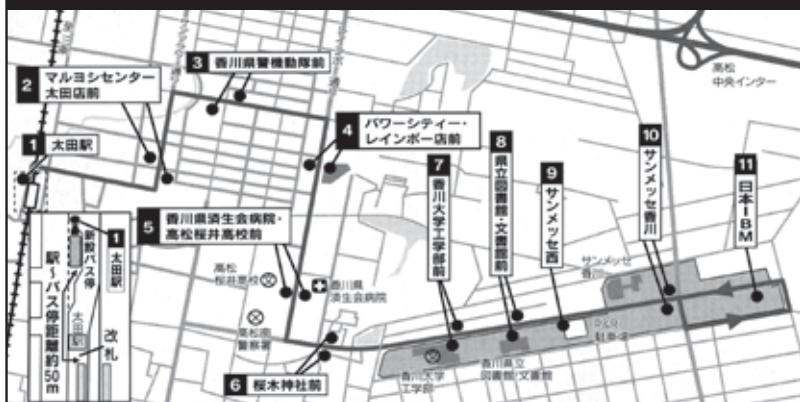 1 太田駅
2 マルヨシセンター
太田店前
3 香川県警機動隊前
4 パワーシティー・
レインボー店前
5 香川県済生会病院・
高松桜井高校前
6 桜木神社前
7 香川大学工学部前
8 県立図書館・文書館前
9 サンメッセ西
10 サンメッセ香川
11 日本IBM
高松
中央インター
サンメッセ
香川
P&R
駐車場
香川県立
図書館・文書館
香川大学
工学部
香川県
済生会病院
高松
桜井高校
高松南
警察署
1 太田駅
新設バス停
太田駅
改札
駅〜バス停距離約50m